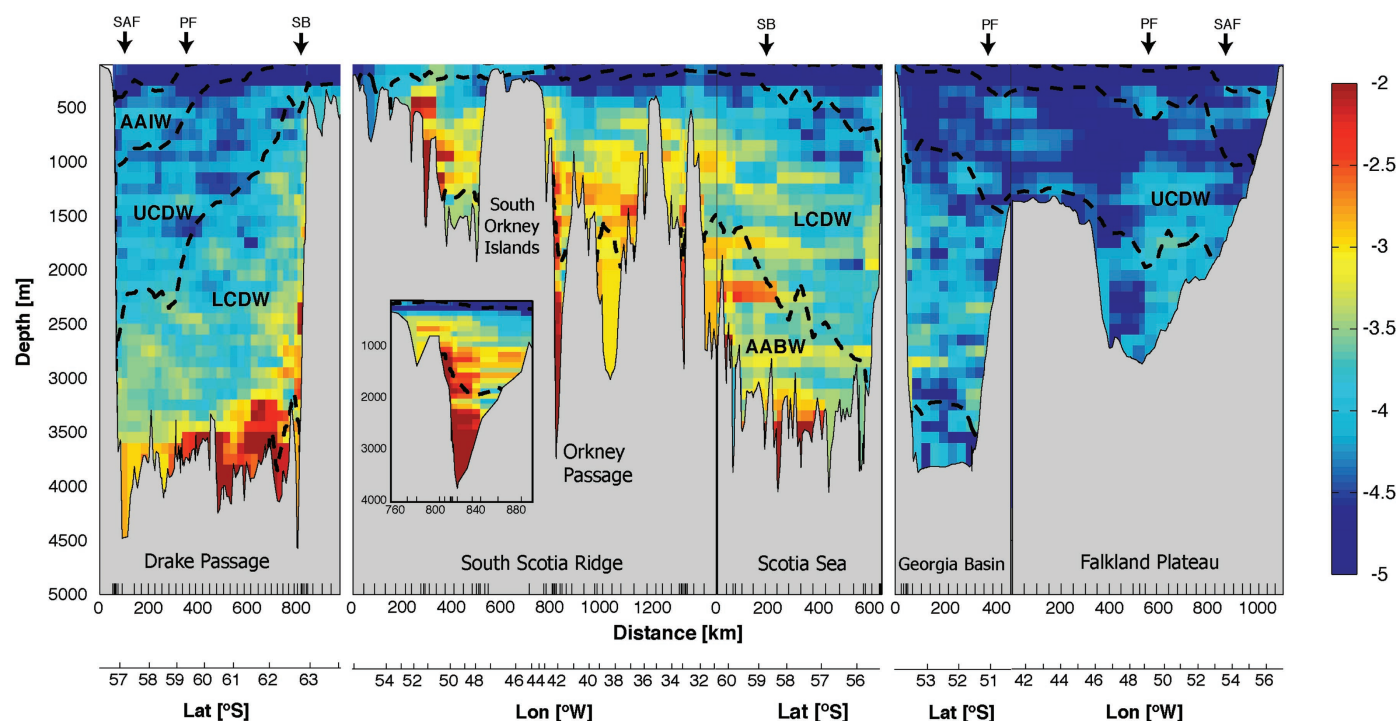 SAF PF SB SB PF PF SAF
500
1000
1500
2000
2500
3000
3500
4000
4500
5000
Depth [m]
AAIW
UCDW
LCDW
Drake Passage
South
Orkney
Islands
1000
2000
3000
4000
760 800 840 880
Orkney
Passage
South Scotia Ridge
LCDW
AABW
Scotia Sea
Georgia Basin
UCDW
Falkland Plateau
-2
-2.5
-3
-3.5
-4
-4.5
-5
0 200 400 600 800 0 200 400 600 800 1000 1200 0 200 400 600 0 200 400 200 400 600 800 1000
Distance [km]
57 58 59 60 61 62 63 54 52 50 48 46 44 42 40 38 36 34 32 60 59 58 57 56 53 52 51 42 44 46 48 50 52 54 56
Lat [ºS] Lon [ºW] Lat [ºS] Lat [ºS] Lon [ºW]